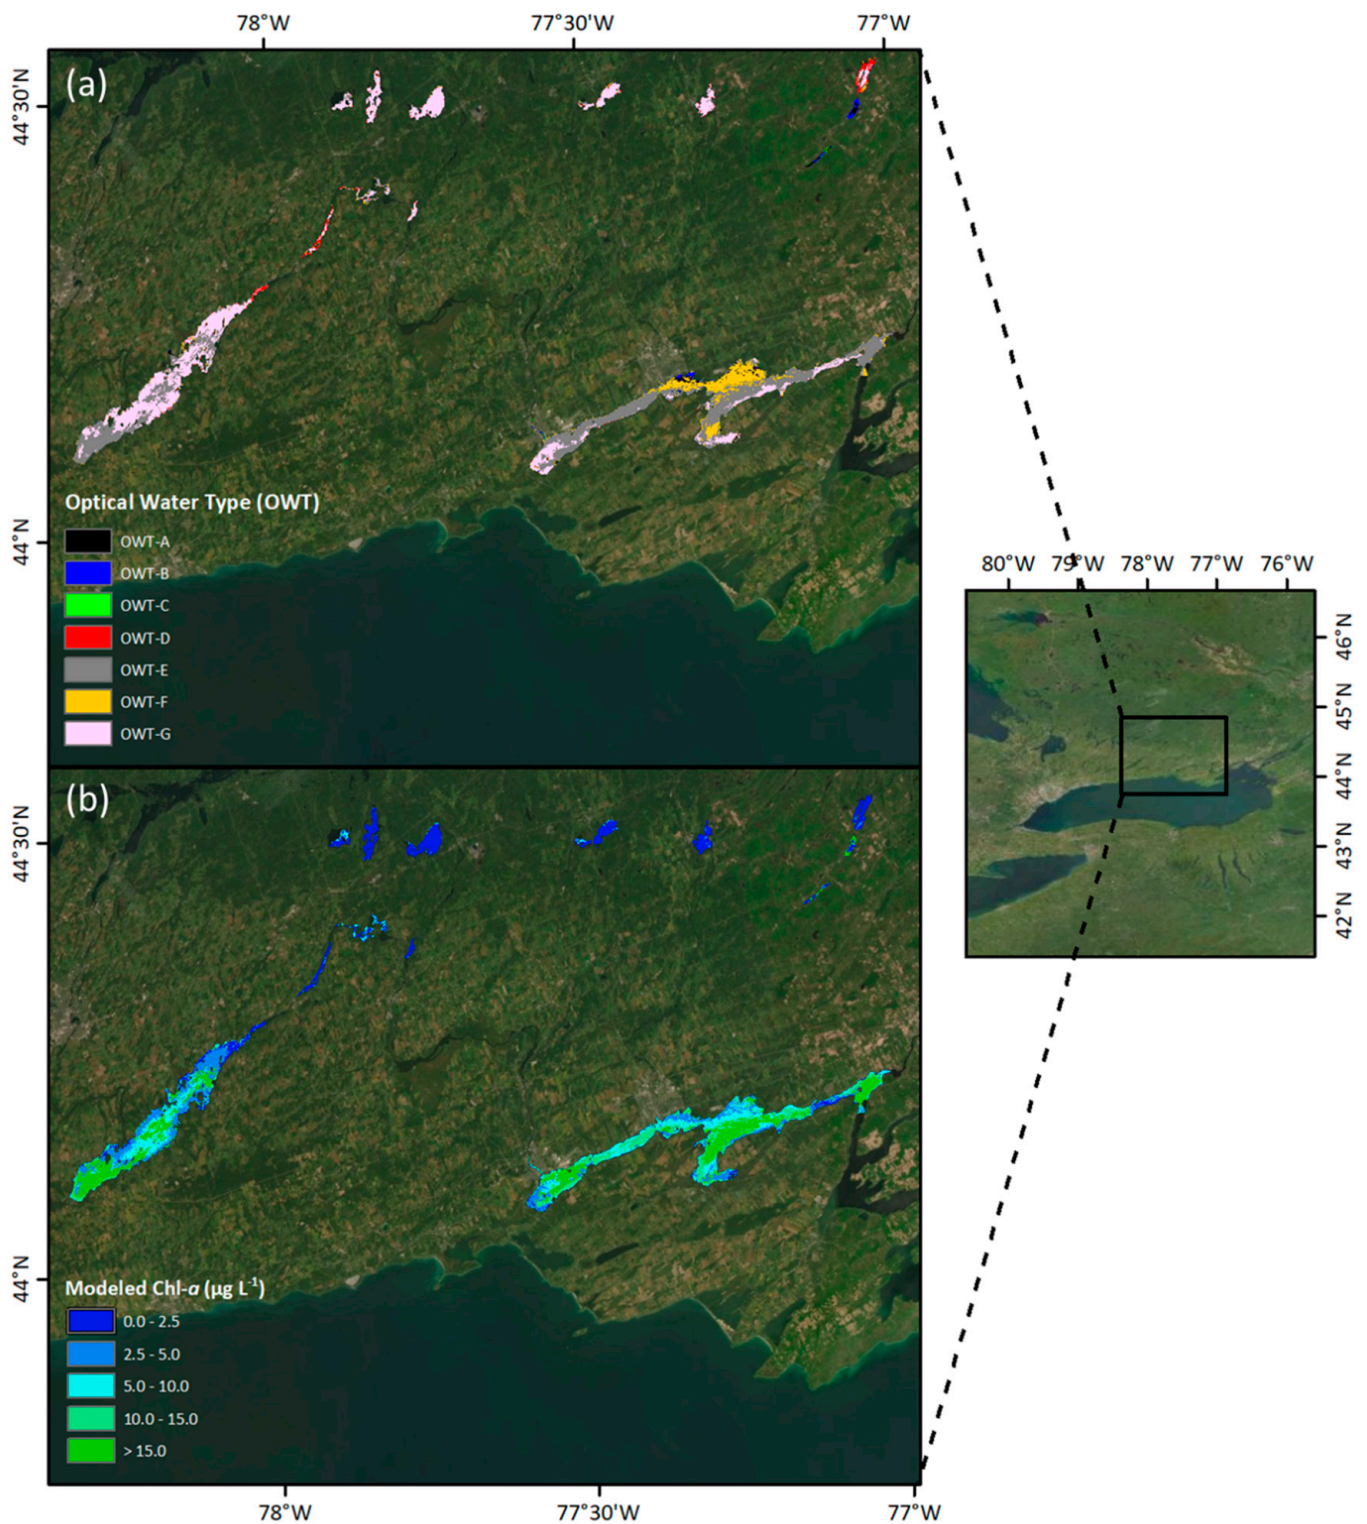 78°W 77°30'W 77°W
(a)
44°30'N
44°N
Optical Water Type (OWT)
OWT-A
OWT-B
OWT-C
OWT-D
OWT-E
OWT-F
OWT-G
80°W 79°W 78°W 77°W 76°W
46°N
45°N
44°N
43°N
42°N
(b)
44°30'N
44°N
Modeled Chl-a (µg L-1)
0.0 - 2.5
2.5 - 5.0
5.0 - 10.0
10.0 - 15.0
> 15.0
78°W 77°30'W 77°W